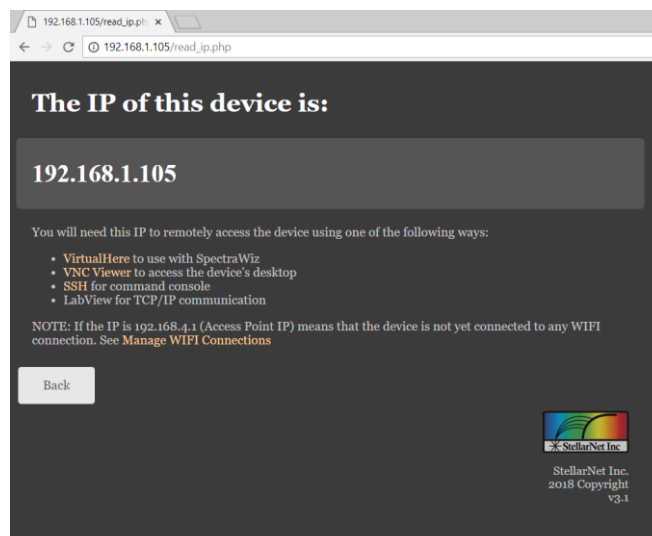 192.168.1.105/read_ip.ph
192.168.1.105/read_ip.php
The IP of this device is:
192.168.1.105
You will need this IP to remotely access the device using one of the following ways:
• VirtualHere to use with SpectraWiz
• VNC Viewer to access the device's desktop
• SSH for command console
• LabView for TCP/IP communication
NOTE: If the IP is 192.168.4.1 (Access Point IP) means that the device is not yet connected to any WIFI
connection. See Manage WIFI Connections
Back
StellarNet Inc
StellarNet Inc.
2018 Copyright
v3.1